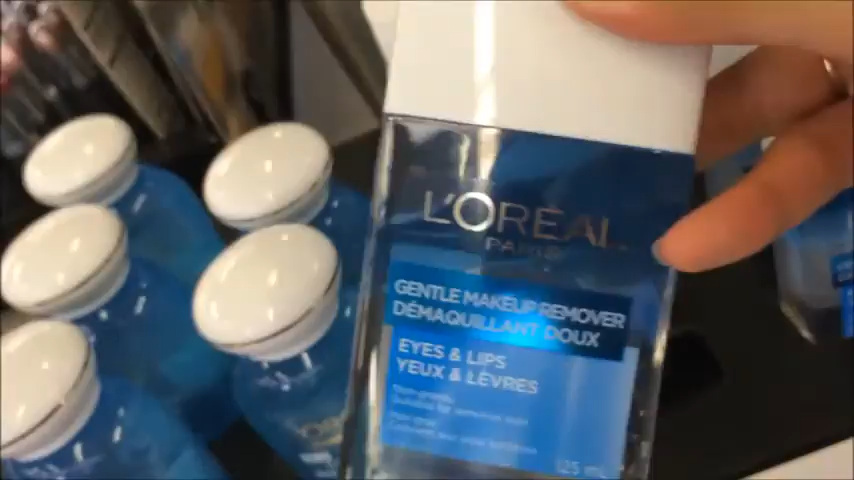 L'ORÉAL
PARIS
GENTLE MAKEUP REMOVER
DÉMAQUILLANT DOUX
EYES & LIPS
YEUX & LÈVRES
125 mL